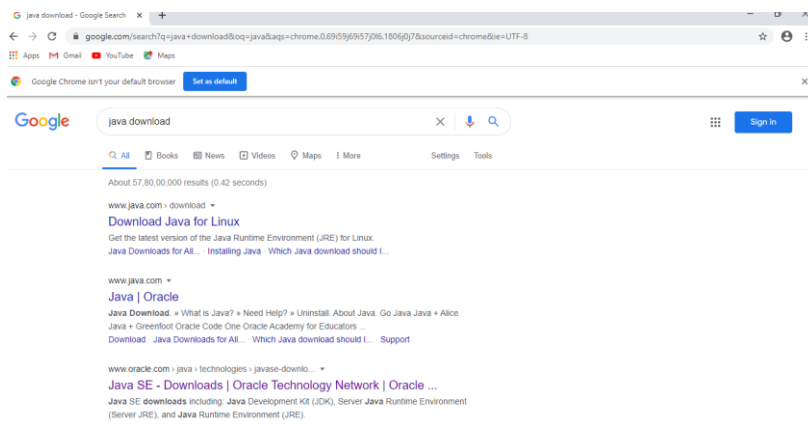 java download - Google Search
google.com/search?q=java+download&oq=java&aqs=chrome.0.69i59j69i57j0l6.1806j0j7&sourceid=chrome&ie=UTF-8
Apps Gmail YouTube Maps
Google Chrome isn't your default browser Set as default
Google java download Sign in
All Books News Videos Maps More Settings Tools
About 57,80,00,000 results (0.42 seconds)
www.java.com › download
Download Java for Linux
Get the latest version of the Java Runtime Environment (JRE) for Linux.
Java Downloads for All... · Installing Java · Which Java download should I...
www.java.com
Java | Oracle
Java Download. » What is Java? » Need Help? » Uninstall. About Java. Go Java Java + Alice
Java + Greenfoot Oracle Code One Oracle Academy for Educators ...
Download · Java Downloads for All... · Which Java download should I... · Support
www.oracle.com › java › technologies › javase-downlo...
Java SE - Downloads | Oracle Technology Network | Oracle ...
Java SE downloads including: Java Development Kit (JDK), Server Java Runtime Environment
(Server JRE), and Java Runtime Environment (JRE).